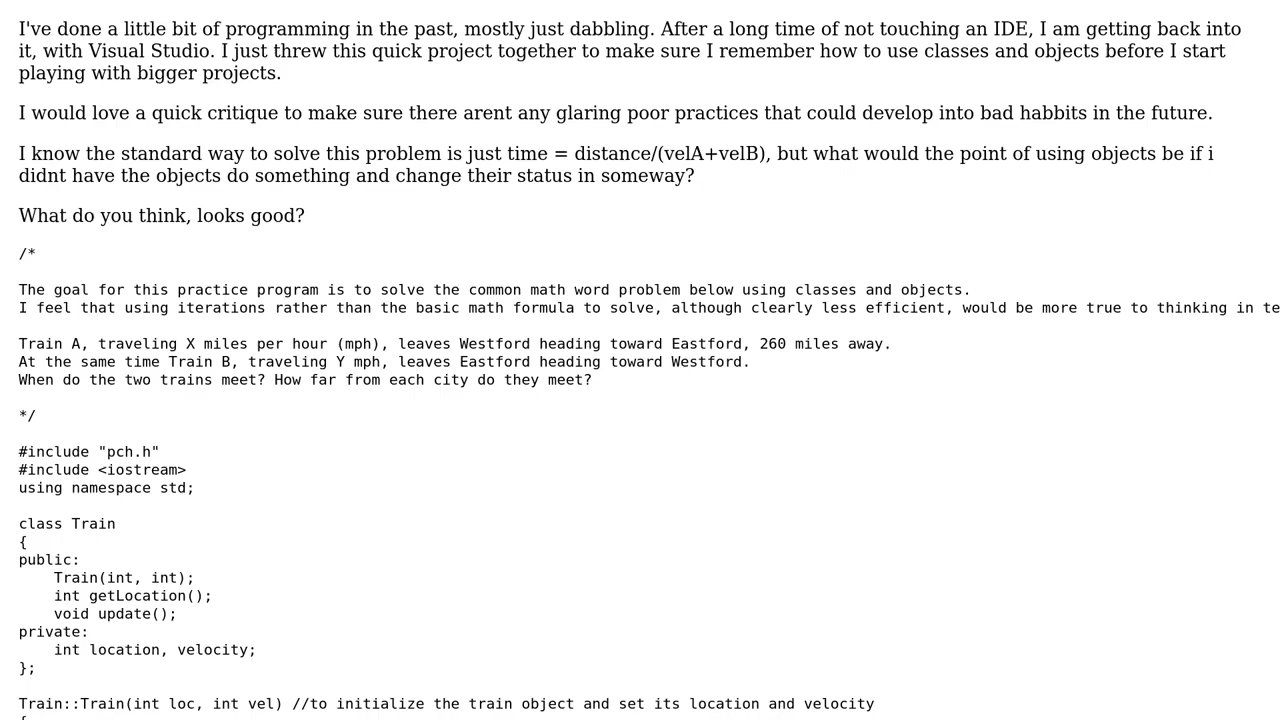 I've done a little bit of programming in the past, mostly just dabbling. After a long time of not touching an IDE, I am getting back into
it, with Visual Studio. I just threw this quick project together to make sure I remember how to use classes and objects before I start
playing with bigger projects.
I would love a quick critique to make sure there arent any glaring poor practices that could develop into bad habbits in the future.
I know the standard way to solve this problem is just time = distance/(velA+velB), but what would the point of using objects be if i
didnt have the objects do something and change their status in someway?
What do you think, looks good?
/*
The goal for this practice program is to solve the common math word problem below using classes and objects.
I feel that using iterations rather than the basic math formula to solve, although clearly less efficient, would be more true to thinking in te
Train A, traveling X miles per hour (mph), leaves Westford heading toward Eastford, 260 miles away.
At the same time Train B, traveling Y mph, leaves Eastford heading toward Westford.
When do the two trains meet? How far from each city do they meet?
*/
#include "pch.h"
#include <iostream>
using namespace std;
class Train
{
public:
    Train(int, int);
    int getLocation();
    void update();
private:
    int location, velocity;
};
Train::Train(int loc, int vel) //to initialize the train object and set its location and velocity
{